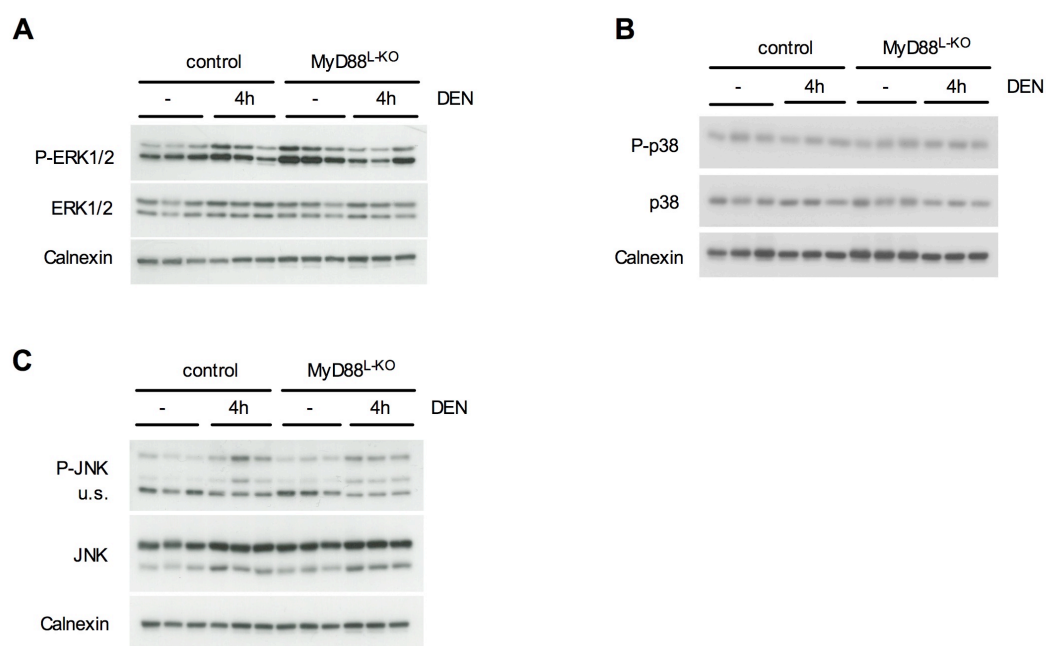 A
control MyD88L-KO
- 4h - 4h DEN
P-ERK1/2
ERK1/2
Calnexin
B
control MyD88L-KO
- 4h - 4h DEN
P-p38
p38
Calnexin
C
control MyD88L-KO
- 4h - 4h DEN
P-JNK
u.s.
JNK
Calnexin